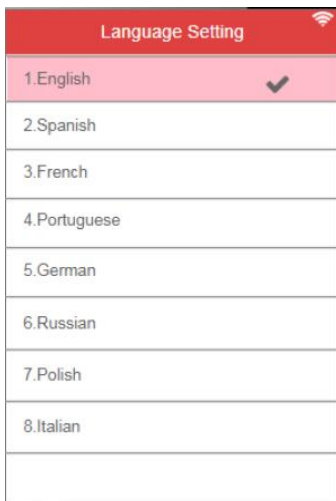 Language Setting
1.English
2.Spanish
3.French
4.Portuguese
5.German
6.Russian
7.Polish
8.Italian